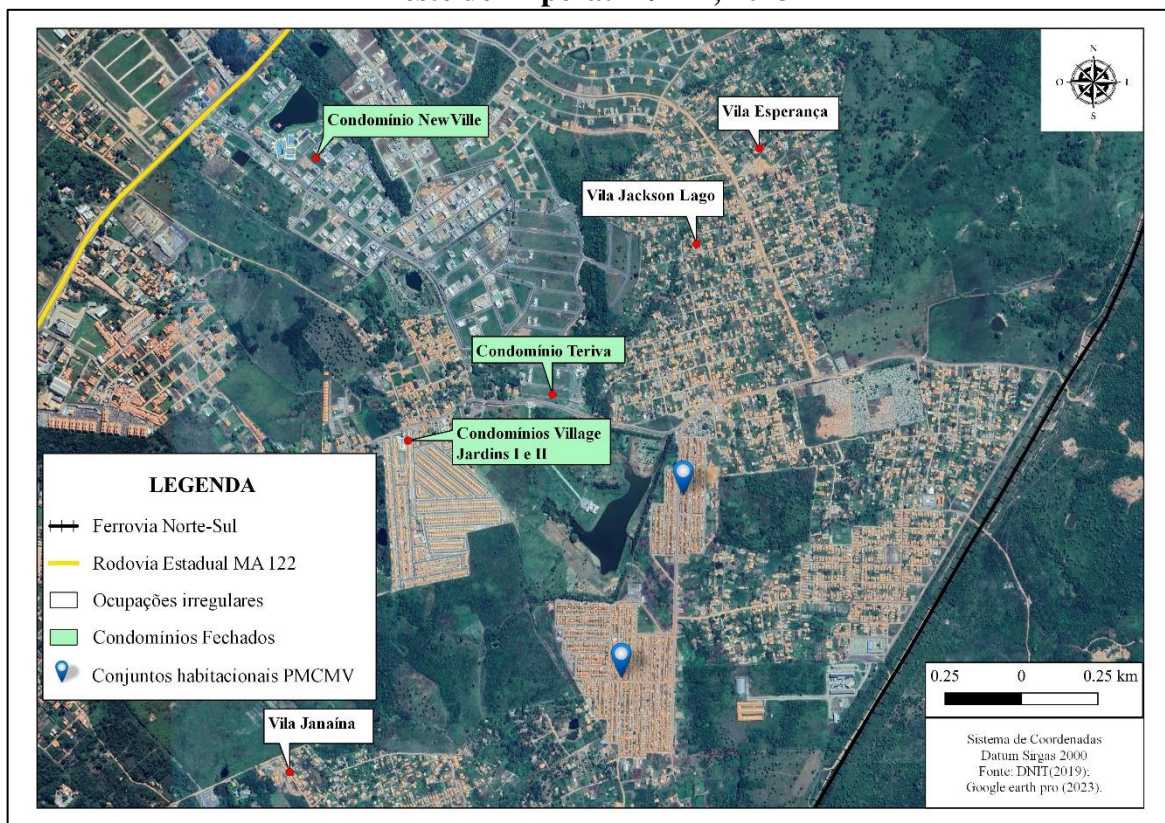 Condomínio NewVille
Vila Esperança
Vila Jackson Lago
N
O
L
S
Condomínio Teriva
Condomínios Village
Jardins I e II
LEGENDA
Ferrovia Norte-Sul
Rodovia Estadual MA 122
Ocupações irregulares
Condomínios Fechados
Conjuntos habitacionais PMCMV
Vila Janaína
0.25 0 0.25 km
Sistema de Coordenadas
Datum Sirgas 2000
Fonte: DNIT(2019);
Google earth pro (2023).